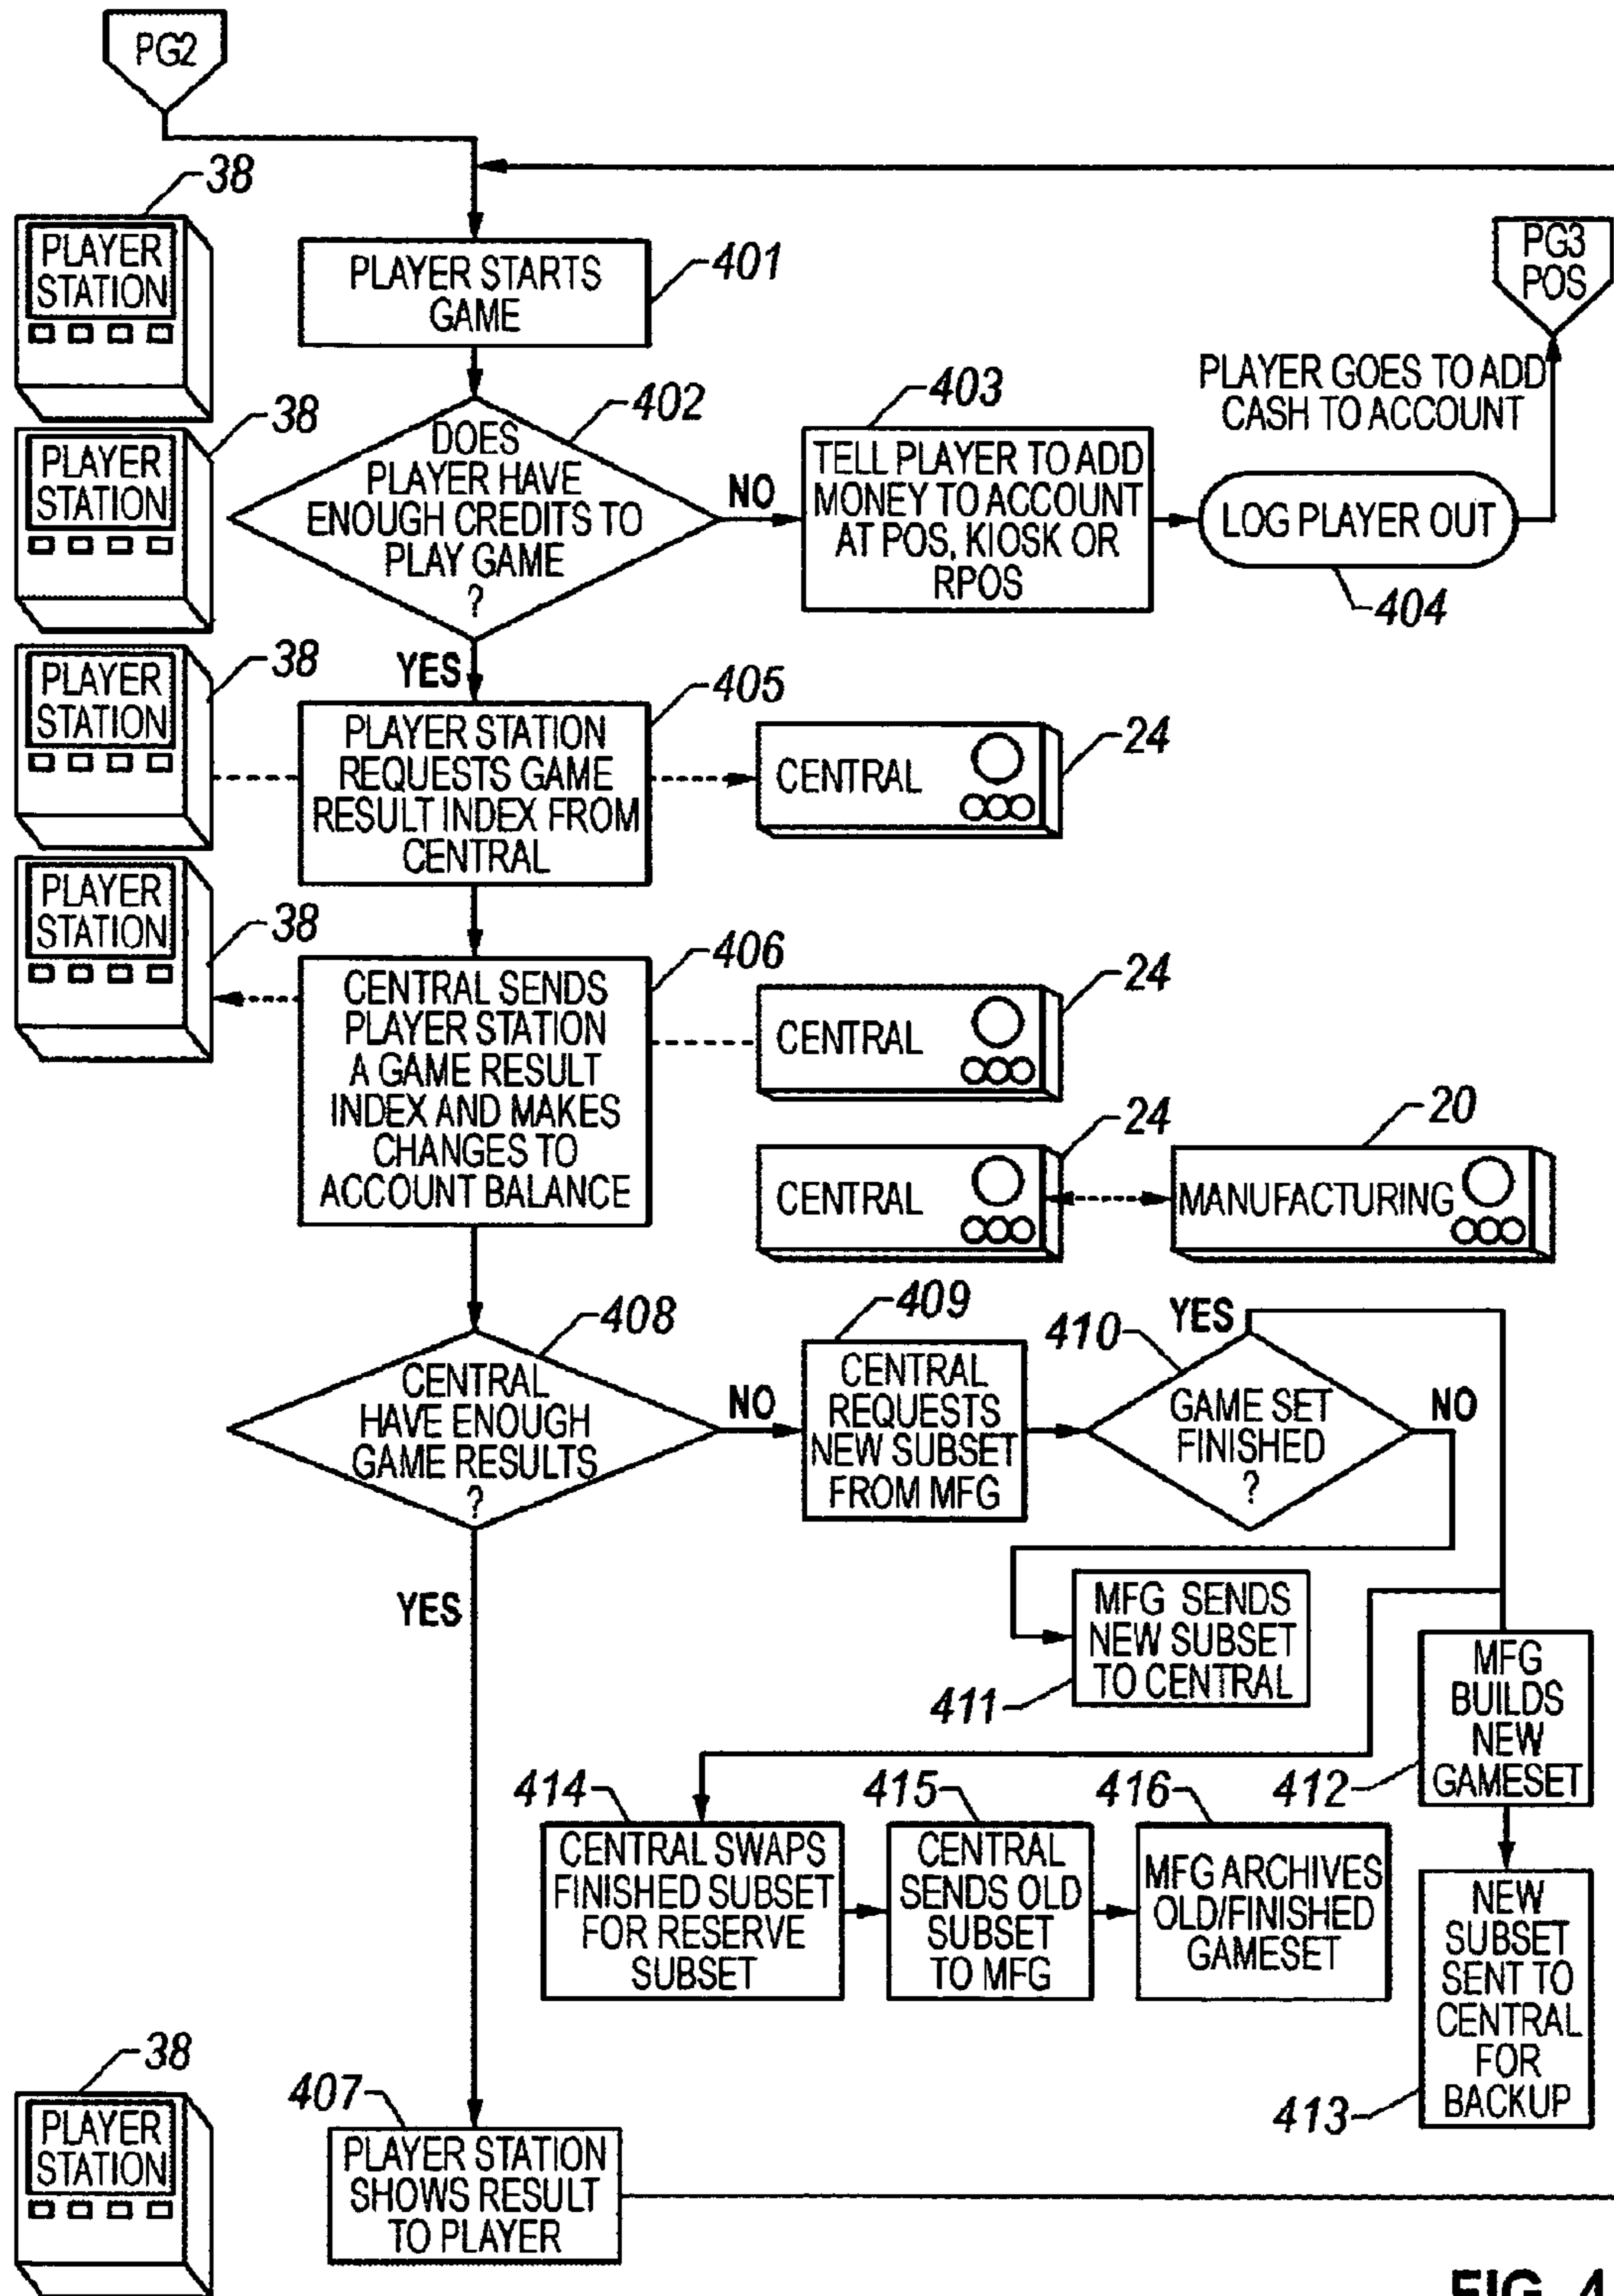 PG2
38
PLAYER
STATION
PLAYER STARTS
GAME
401
PG3
POS
PLAYER GOES TO ADD
CASH TO ACCOUNT
38
PLAYER
STATION
DOES
PLAYER HAVE
ENOUGH CREDITS TO
PLAY GAME
?
402
NO
403
TELL PLAYER TO ADD
MONEY TO ACCOUNT
AT POS, KIOSK OR
RPOS
LOG PLAYER OUT
404
YES
38
PLAYER
STATION
PLAYER STATION
REQUESTS GAME
RESULT INDEX FROM
CENTRAL
405
CENTRAL
24
PLAYER
STATION
38
CENTRAL SENDS
PLAYER STATION
A GAME RESULT
INDEX AND MAKES
CHANGES TO
ACCOUNT BALANCE
406
CENTRAL
24
CENTRAL
24
MANUFACTURING
20
CENTRAL
HAVE ENOUGH
GAME RESULTS
?
408
NO
409
CENTRAL
REQUESTS
NEW SUBSET
FROM MFG
410
YES
GAME SET
FINISHED
?
NO
YES
MFG SENDS
NEW SUBSET
TO CENTRAL
411
MFG
BUILDS
NEW
GAMESET
412
414
CENTRAL SWAPS
FINISHED SUBSET
FOR RESERVE
SUBSET
415
CENTRAL
SENDS OLD
SUBSET
TO MFG
416
MFG ARCHIVES
OLD/FINISHED
GAMESET
NEW
SUBSET
SENT TO
CENTRAL
FOR
BACKUP
413
38
PLAYER
STATION
407
PLAYER STATION
SHOWS RESULT
TO PLAYER
FIG. 4